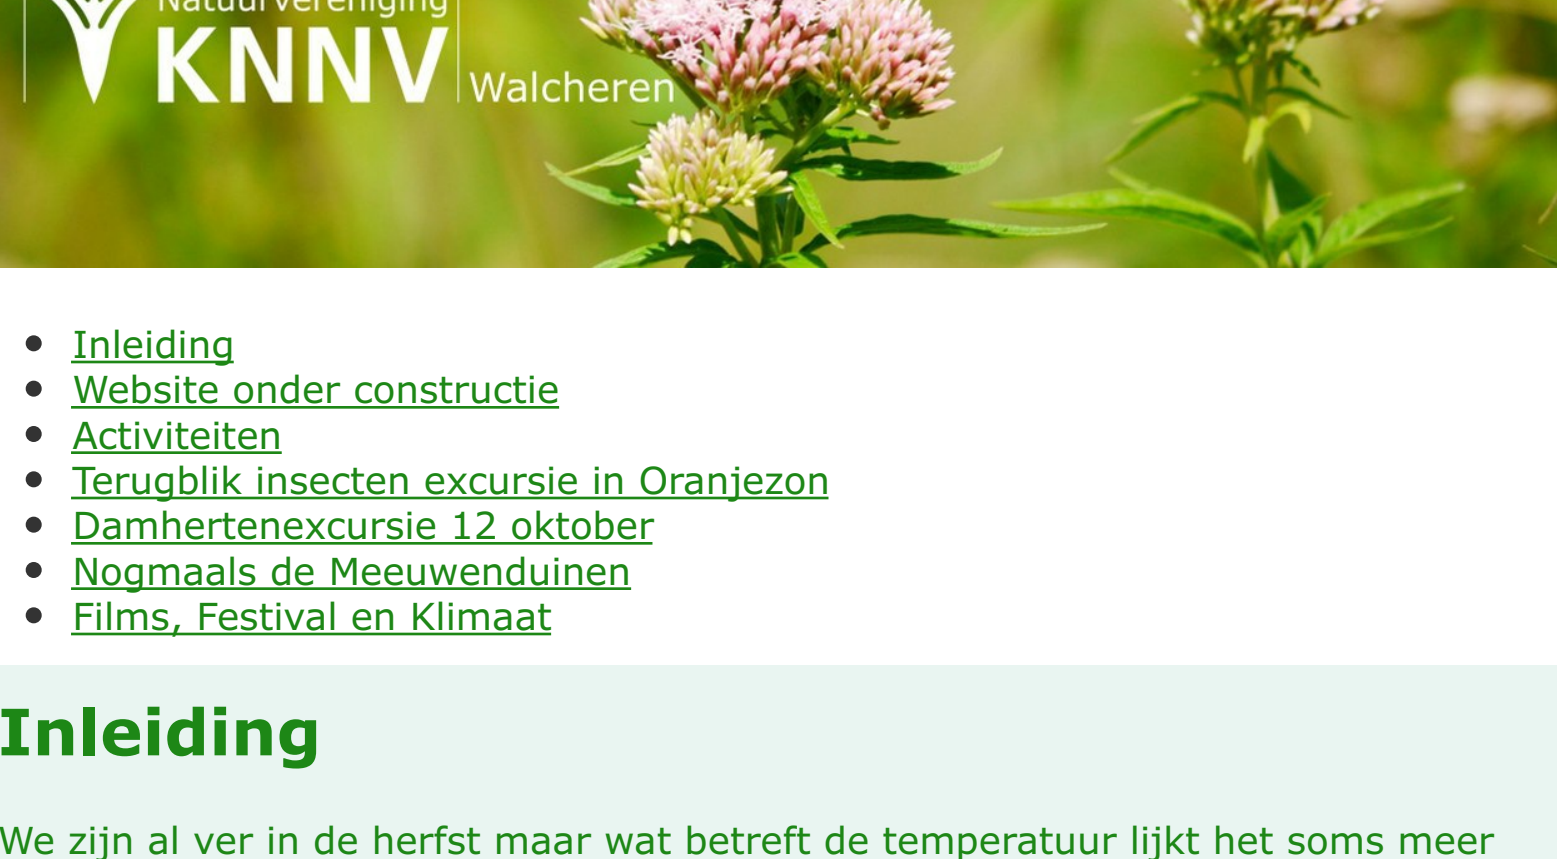 Natuurvereniging
KNNV Walcheren
Inleiding
Website onder constructie
Activiteiten
Terugblik insecten excursie in Oranjezon
Damhertenexcursie 12 oktober
Nogmaals de Meeuwenduinen
Films, Festival en Klimaat
Inleiding
We zijn al ver in de herfst maar wat betreft de temperatuur lijkt het soms meer